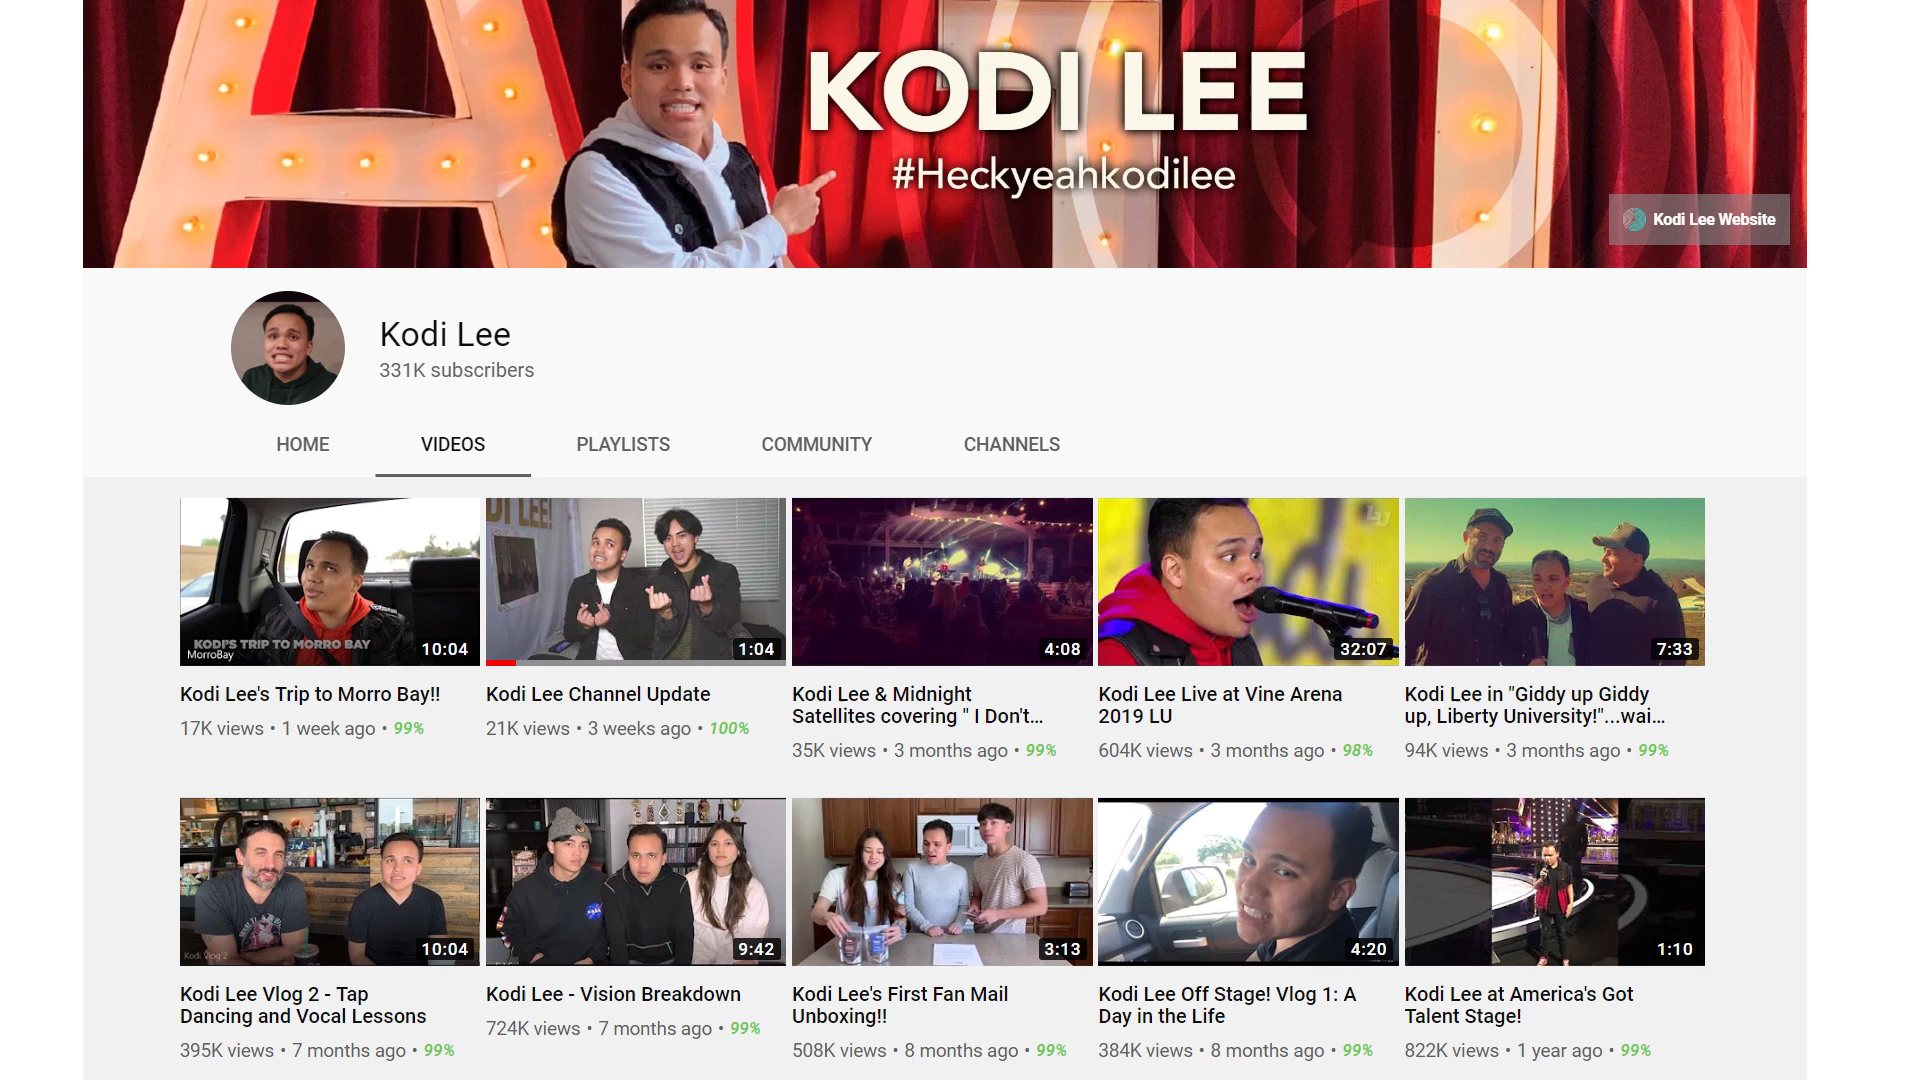 KODI LEE
#Heckyeahkodilee
Kodi Lee Website
Kodi Lee
331K subscribers
HOME VIDEOS PLAYLISTS COMMUNITY CHANNELS
DI LEE!
KODI'S TRIP TO MORRO BAY
MorroBay
10:04
1:04
4:08
LU
32:07
7:33
Kodi Lee's Trip to Morro Bay!!
17K views • 1 week ago • 99%
Kodi Lee Channel Update
21K views • 3 weeks ago • 100%
Kodi Lee & Midnight
Satellites covering " I Don't...
35K views • 3 months ago • 99%
Kodi Lee Live at Vine Arena
2019 LU
604K views • 3 months ago • 98%
Kodi Lee in "Giddy up Giddy
up, Liberty University!"...wai...
94K views • 3 months ago • 99%
Kodi Vlog 2
10:04
NASA
9:42
3:13
4:20
1:10
Kodi Lee Vlog 2 - Tap
Dancing and Vocal Lessons
395K views • 7 months ago • 99%
Kodi Lee - Vision Breakdown
724K views • 7 months ago • 99%
Kodi Lee's First Fan Mail
Unboxing!!
508K views • 8 months ago • 99%
Kodi Lee Off Stage! Vlog 1: A
Day in the Life
384K views • 8 months ago • 99%
Kodi Lee at America's Got
Talent Stage!
822K views • 1 year ago • 99%